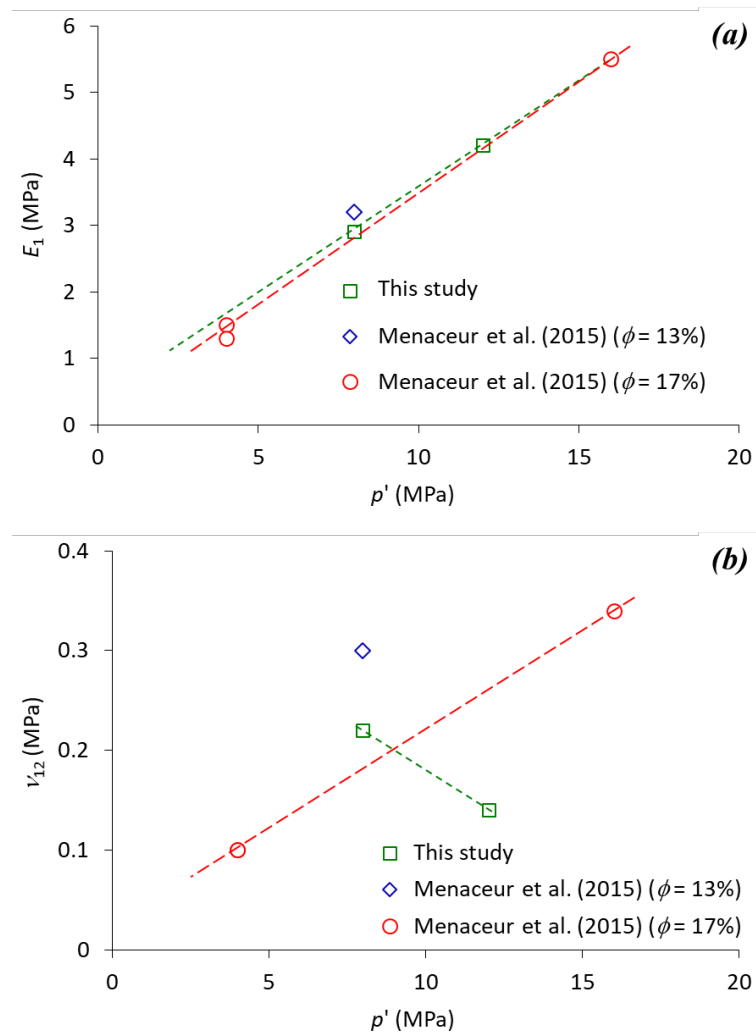 (a)
6
5
4
3
2
1
0
E1 (MPa)
This study
Menaceur et al. (2015) (ϕ = 13%)
Menaceur et al. (2015) (ϕ = 17%)
0 5 10 15 20
p' (MPa)
(b)
0.4
0.3
0.2
0.1
0
ν12 (MPa)
This study
Menaceur et al. (2015) (ϕ = 13%)
Menaceur et al. (2015) (ϕ = 17%)
0 5 10 15 20
p' (MPa)